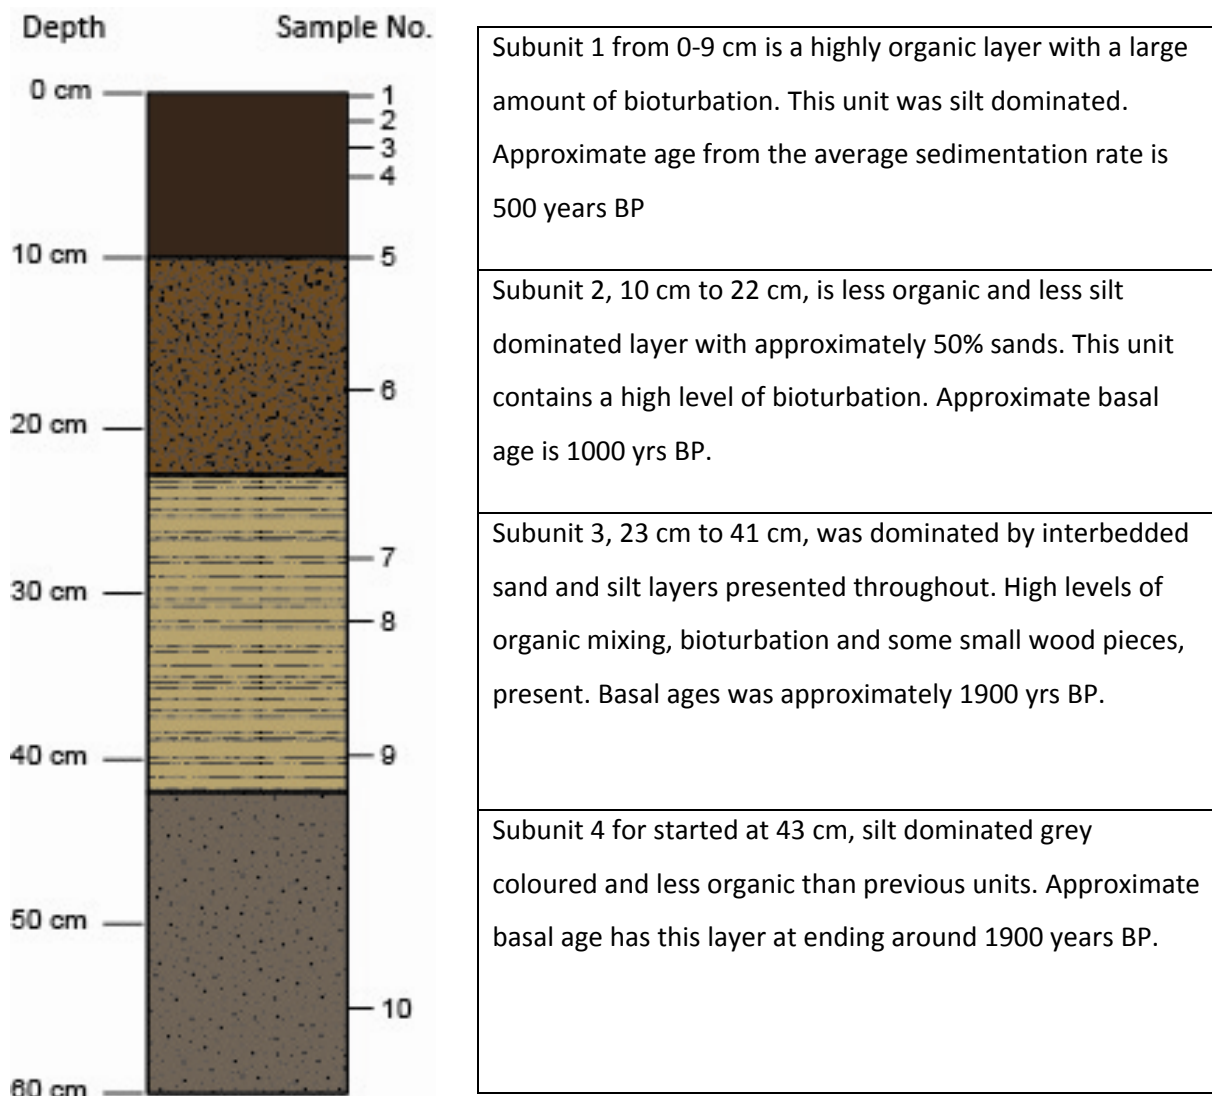 Depth
Sample No.
0 cm
10 cm
20 cm
30 cm
40 cm
50 cm
60 cm
1
2
3
4
5
6
7
8
9
10
Subunit 1 from 0-9 cm is a highly organic layer with a large
amount of bioturbation. This unit was silt dominated.
Approximate age from the average sedimentation rate is
500 years BP
Subunit 2, 10 cm to 22 cm, is less organic and less silt
dominated layer with approximately 50% sands. This unit
contains a high level of bioturbation. Approximate basal
age is 1000 yrs BP.
Subunit 3, 23 cm to 41 cm, was dominated by interbedded
sand and silt layers presented throughout. High levels of
organic mixing, bioturbation and some small wood pieces,
present. Basal ages was approximately 1900 yrs BP.
Subunit 4 for started at 43 cm, silt dominated grey
coloured and less organic than previous units. Approximate
basal age has this layer at ending around 1900 years BP.